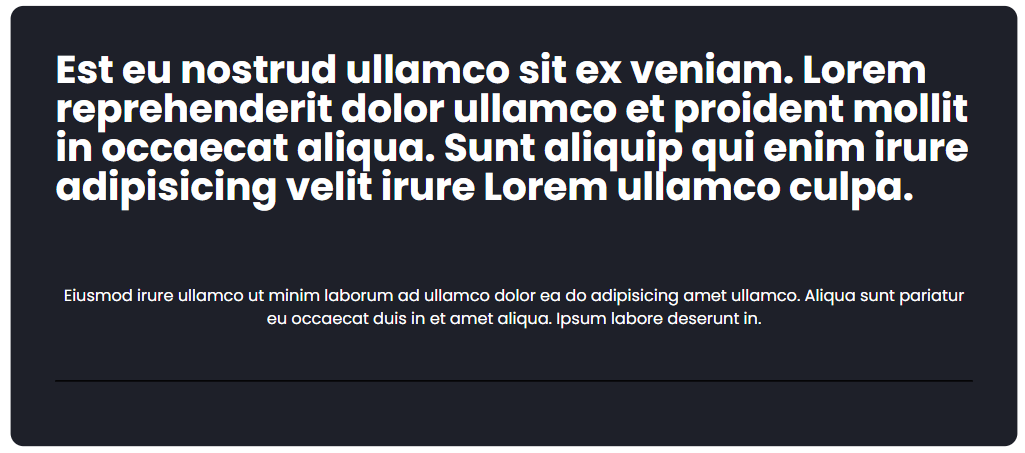 Est eu nostrud ullamco sit ex veniam. Lorem
reprehenderit dolor ullamco et proident mollit
in occaecat aliqua. Sunt aliquip qui enim irure
adipisicing velit irure Lorem ullamco culpa.
Eiusmod irure ullamco ut minim laborum ad ullamco dolor ea do adipisicing amet ullamco. Aliqua sunt pariatur
eu occaecat duis in et amet aliqua. Ipsum labore deserunt in.